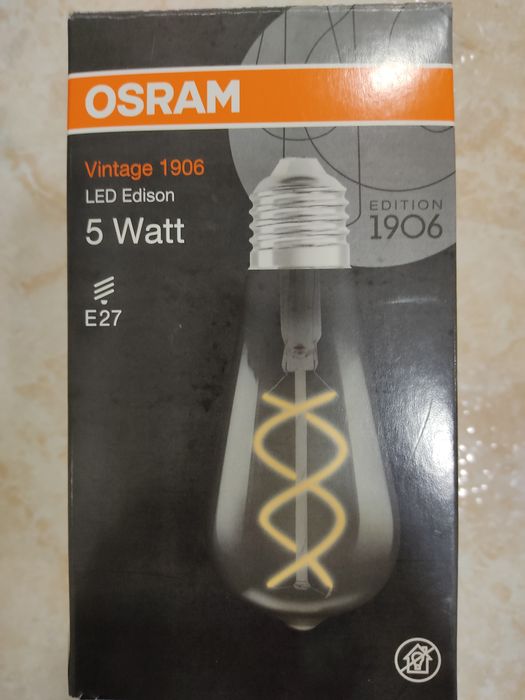 OSRAM
Vintage 1906
LED Edison
5 Watt
EDITION
1906
E27